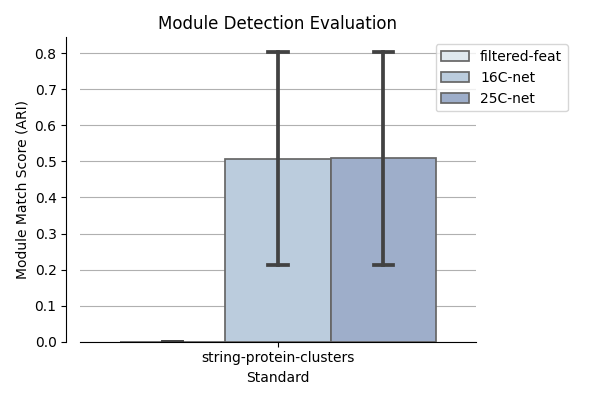 Module Detection Evaluation
filtered-feat
16C-net
25C-net
Module Match Score (ARI)
0.8
0.7
0.6
0.5
0.4
0.3
0.2
0.1
0.0
string-protein-clusters
Standard